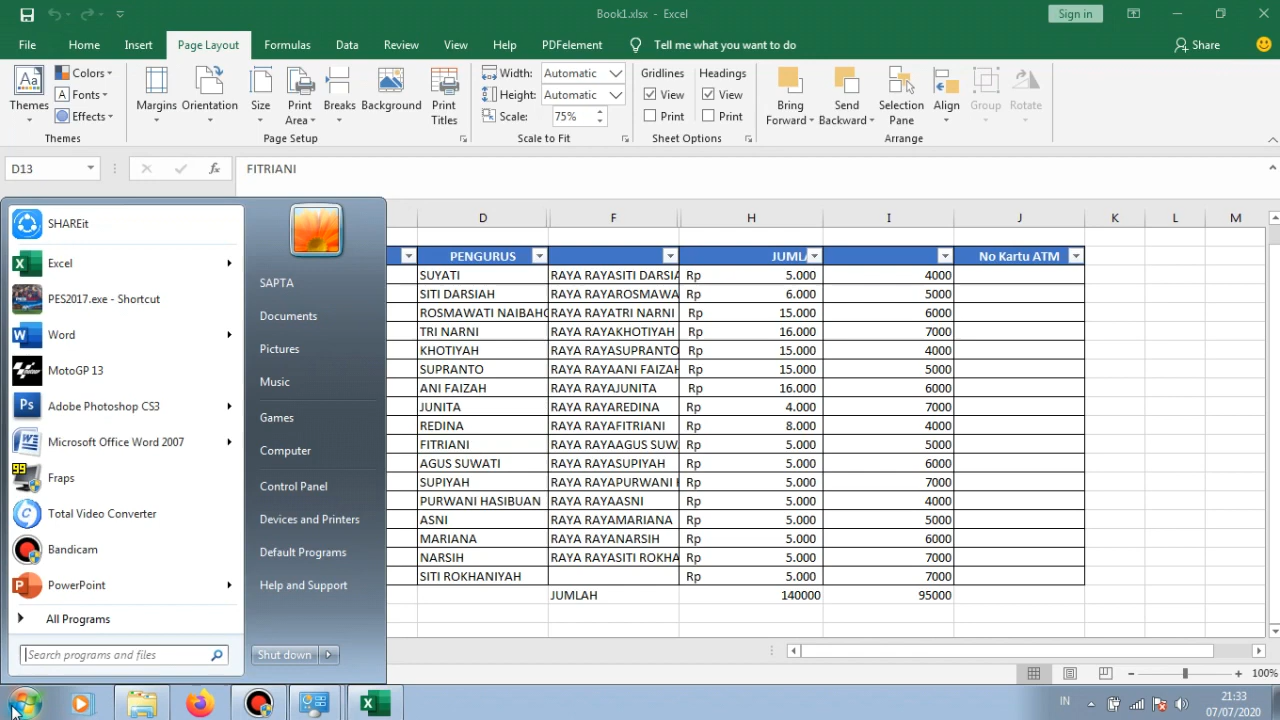 Book1.xlsx - Excel
Sign in
File Home Insert Page Layout Formulas Data Review View Help PDFelement Tell me what you want to do Share
Themes
Colors
Fonts
Effects
Themes
Margins Orientation Size Print Area Breaks Background Print Titles
Page Setup
Width: Automatic
Height: Automatic
Scale: 75%
Scale to Fit
Gridlines Headings
View View
Print Print
Sheet Options
Bring Forward Send Backward Selection Pane Align Group Rotate
Arrange
D13 fx FITRIANI
D F H I J K L M
PENGURUS JUMLA No Kartu ATM
SUYATI RAYA RAYASITI DARSIA Rp 5.000 4000
SITI DARSIAH RAYA RAYAROSMAWA Rp 6.000 5000
ROSMAWATI NAIBAHO RAYA RAYATRI NARNI Rp 15.000 6000
TRI NARNI RAYA RAYAKHOTIYAH Rp 16.000 7000
KHOTIYAH RAYA RAYASUPRANTO Rp 15.000 4000
SUPRANTO RAYA RAYAANI FAIZAH Rp 15.000 5000
ANI FAIZAH RAYA RAYAJUNITA Rp 16.000 6000
JUNITA RAYA RAYAREDINA Rp 4.000 7000
REDINA RAYA RAYAFITRIANI Rp 8.000 4000
FITRIANI RAYA RAYAAGUS SUW Rp 5.000 5000
AGUS SUWATI RAYA RAYASUPIYAH Rp 5.000 6000
SUPIYAH RAYA RAYAPURWANI Rp 5.000 7000
PURWANI HASIBUAN RAYA RAYAASNI Rp 5.000 4000
ASNI RAYA RAYAMARIANA Rp 5.000 5000
MARIANA RAYA RAYANARSIH Rp 5.000 6000
NARSIH RAYA RAYASITI ROKHA Rp 5.000 7000
SITI ROKHANIYAH Rp 5.000 7000
JUMLAH 140000 95000
SHAREit
Excel
PES2017.exe - Shortcut
Word
MotoGP 13
Adobe Photoshop CS3
Microsoft Office Word 2007
99 Fraps
Total Video Converter
Bandicam
PowerPoint
All Programs
Search programs and files
SAPTA
Documents
Pictures
Music
Games
Computer
Control Panel
Devices and Printers
Default Programs
Help and Support
Shut down
100%
IN
21:33
07/07/2020